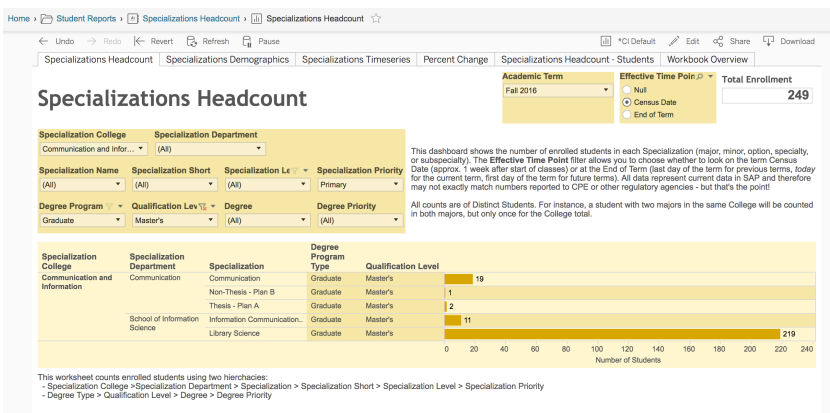 Home › Student Reports › Specializations Headcount › Specializations Headcount
Undo Redo Revert Refresh Pause *CI Default Edit Share Download
Specializations Headcount Specializations Demographics Specializations Timeseries Percent Change Specializations Headcount - Students Workbook Overview
Specializations Headcount
Academic Term
Fall 2016
Effective Time Poin
Null
Census Date
End of Term
Total Enrollment
249
Specialization College Specialization Department
Communication and Infor... (All)
Specialization Name Specialization Short Specialization Le Specialization Priority
(All) (All) (All) Primary
Degree Program Qualification Lev Degree Degree Priority
Graduate Master's (All) (All)
This dashboard shows the number of enrolled students in each Specialization (major, minor, option, specialty,
or subspecialty). The Effective Time Point filter allows you to choose whether to look on the term Census
Date (approx. 1 week after start of classes) or at the End of Term (last day of the term for previous terms, today
for the current term, first day of the term for future terms). All data represent current data in SAP and therefore
may not exactly match numbers reported to CPE or other regulatory agencies - but that's the point!
All counts are of Distinct Students. For instance, a student with two majors in the same College will be counted
in both majors, but only once for the College total.
Specialization College Specialization Department Specialization Degree Program Type Qualification Level
Communication and Information Communication Communication Graduate Master's 19
Non-Thesis - Plan B Graduate Master's 1
Thesis - Plan A Graduate Master's 2
School of Information Science Information Communication.. Graduate Master's 11
Library Science Graduate Master's 219
0 20 40 60 80 100 120 140 160 180 200 220 240
Number of Students
This worksheet counts enrolled students using two hierchacies:
- Specialization College >Specialization Department > Specialization > Specialization Short > Specialization Level > Specialization Priority
- Degree Type > Qualification Level > Degree > Degree Priority